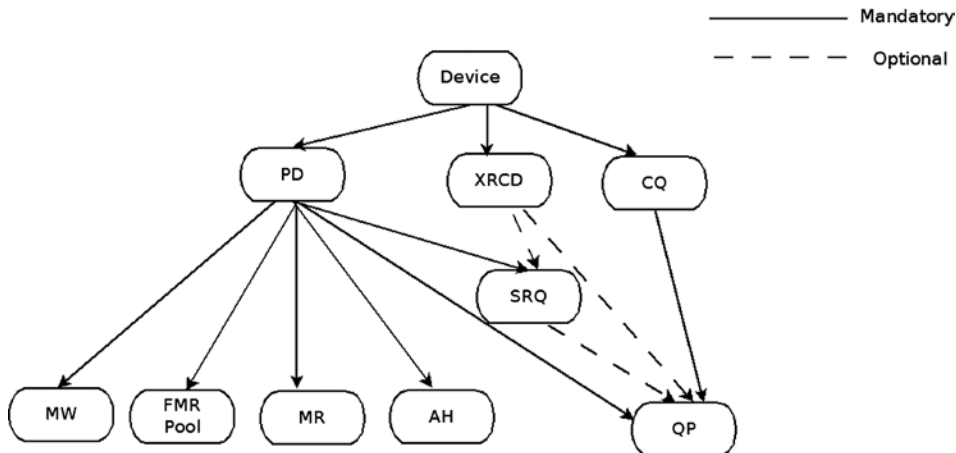 Mandatory
Optional
Device
PD
XRCD
CQ
SRQ
MW
FMR
Pool
MR
AH
QP